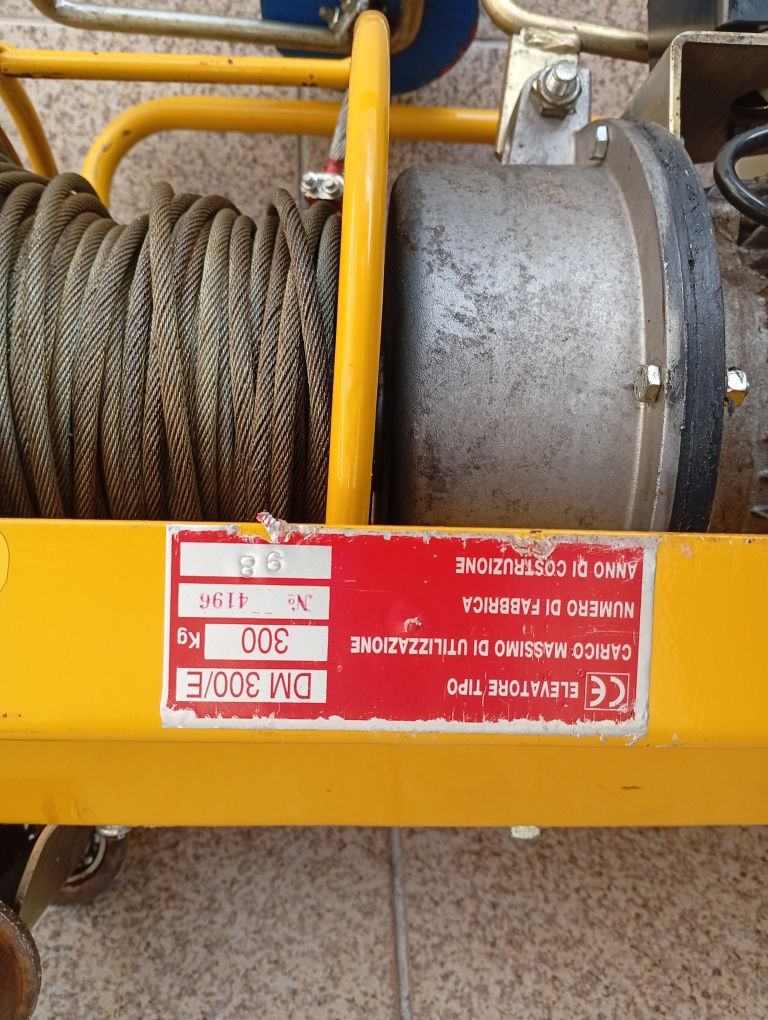 CE ELEVATORE TIPO DM 300/E
CARICO MASSIMO DI UTILIZZAZIONE 300 Kg
NUMERO DI FABBRICA Nº 4196
ANNO DI COSTRUZIONE 98